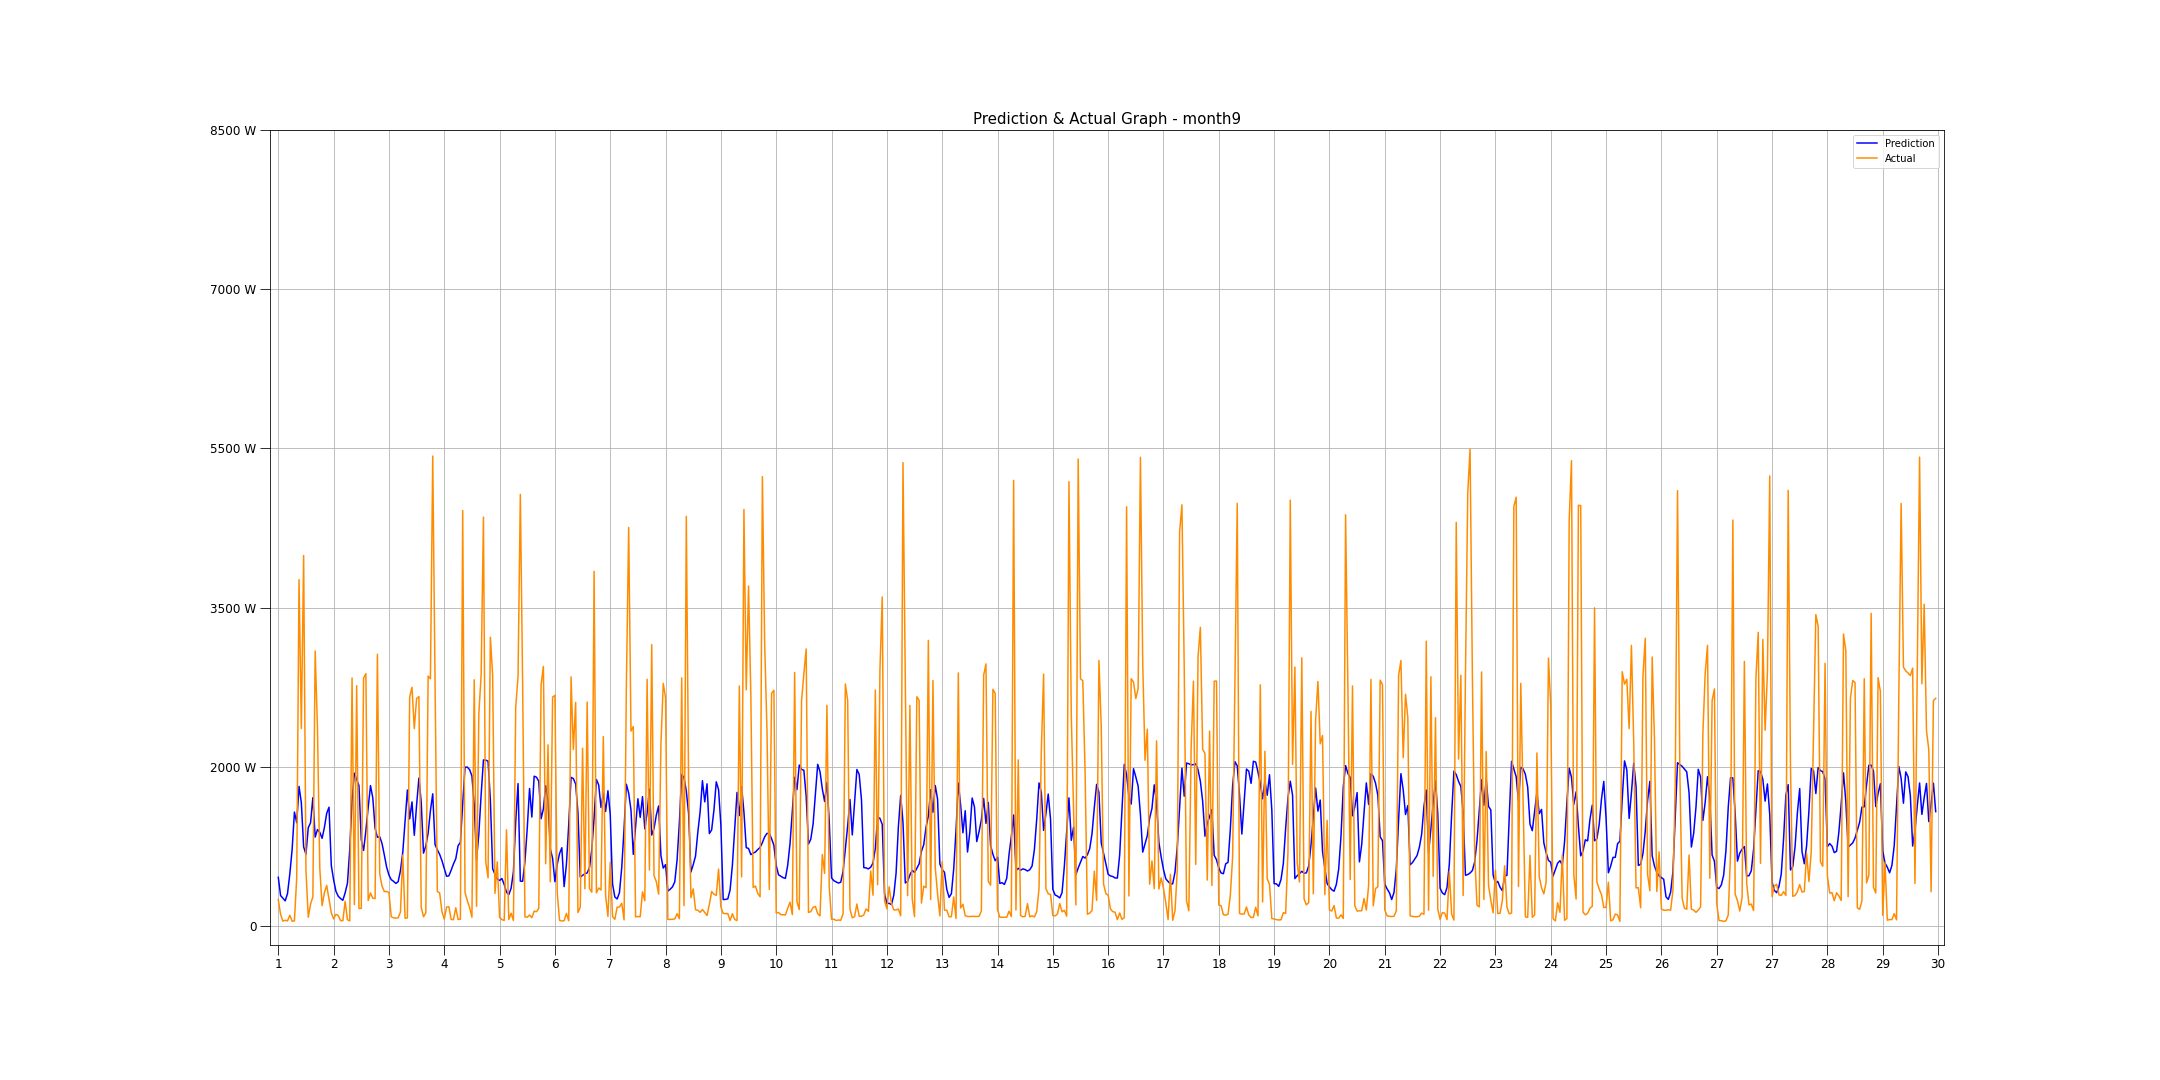 Prediction & Actual Graph - month9
8500 W
Prediction
Actual
7000 W
5500 W
3500 W
2000 W
0
1 2 3 4 5 6 7 8 9 10 11 12 13 14 15 16 17 18 19 20 21 22 23 24 25 26 27 27 28 29 30